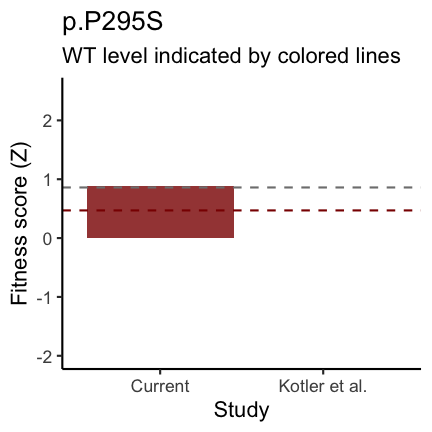 p.P295S
WT level indicated by colored lines
Fitness score (Z)
2
1
0
-1
-2
Current
Kotler et al.
Study